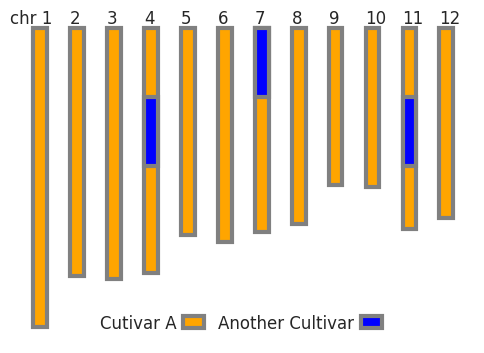 chr 1 2 3 4 5 6 7 8 9 10 11 12
Cutivar A Another Cultivar